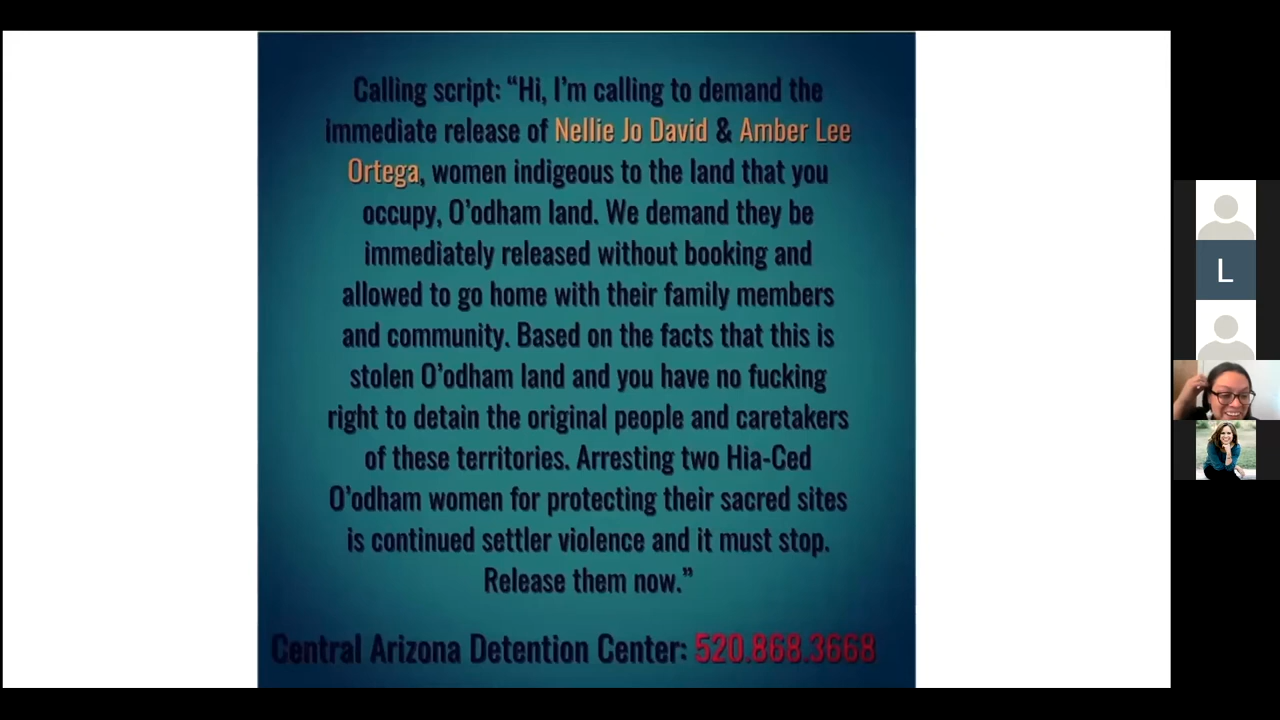 Calling script: “Hi, I’m calling to demand the
immediate release of Nellie Jo David & Amber Lee
Ortega, women indigeous to the land that you
occupy, O’odham land. We demand they be
immediately released without booking and
allowed to go home with their family members
and community. Based on the facts that this is
stolen O’odham land and you have no fucking
right to detain the original people and caretakers
of these territories. Arresting two Hia-Ced
O’odham women for protecting their sacred sites
is continued settler violence and it must stop.
Release them now.”
Central Arizona Detention Center: 520.868.3668
L